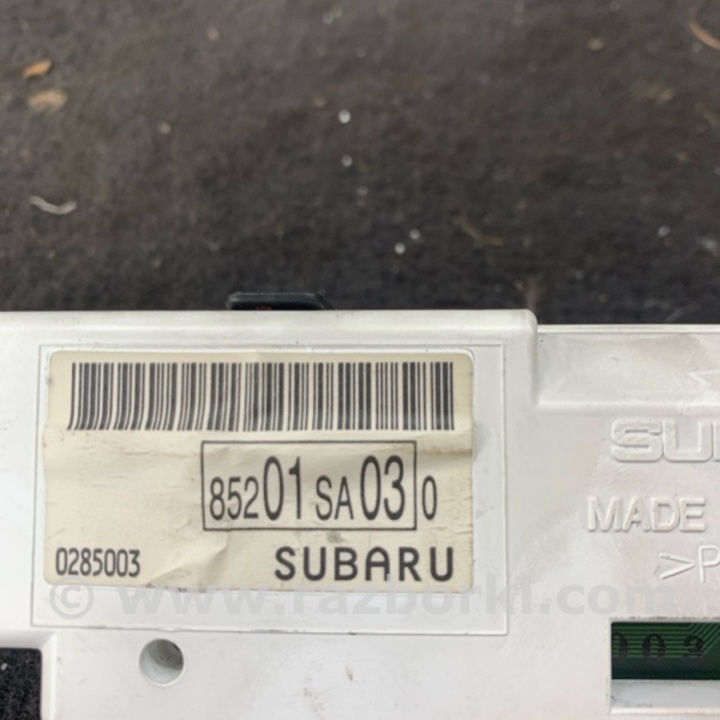 85201SA030
0285003 SUBARU
© www.razborki.com
MADE
>P